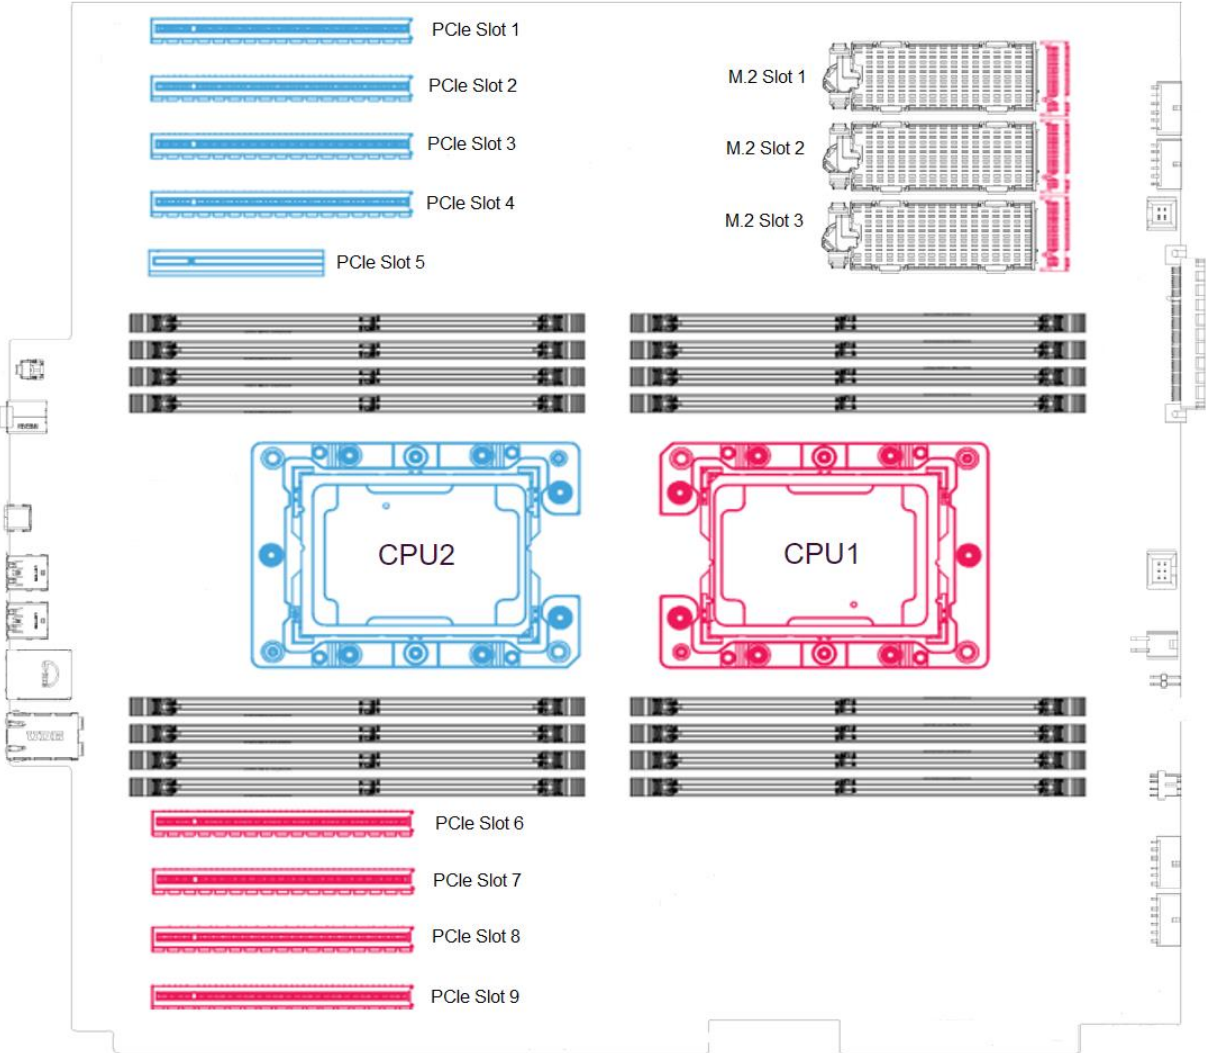 PCIe Slot 1
PCIe Slot 2
PCIe Slot 3
PCIe Slot 4
PCIe Slot 5
M.2 Slot 1
M.2 Slot 2
M.2 Slot 3
CPU2
CPU1
PCIe Slot 6
PCIe Slot 7
PCIe Slot 8
PCIe Slot 9